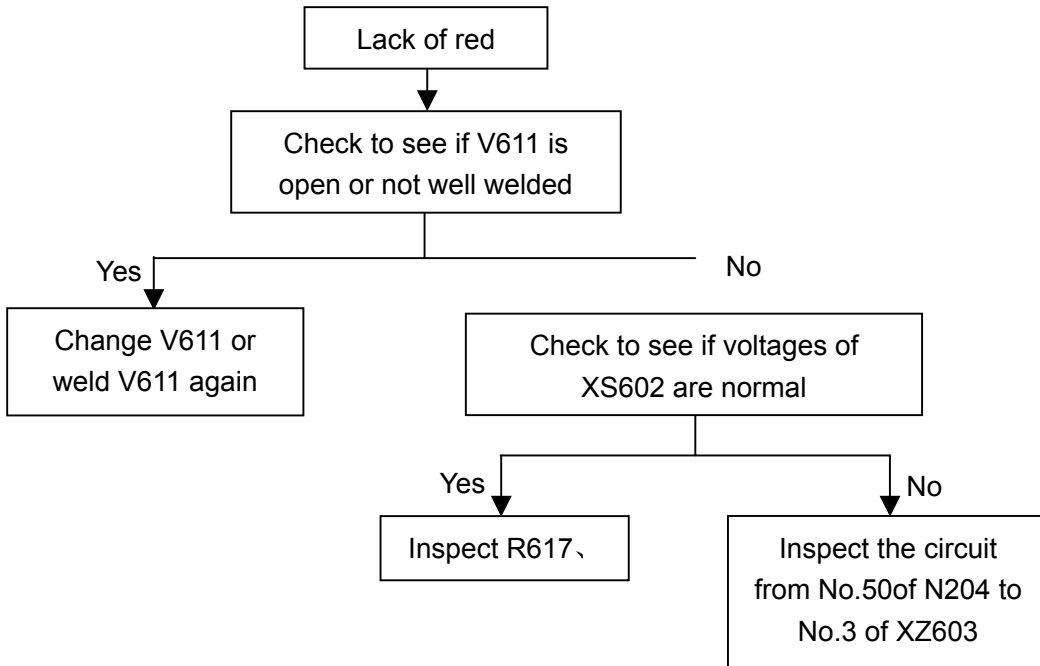 Lack of red
Check to see if V611 is
open or not well welded
Yes
No
Change V611 or
weld V611 again
Check to see if voltages of
XS602 are normal
Yes
No
Inspect R617、
Inspect the circuit
from No.50of N204 to
No.3 of XZ603